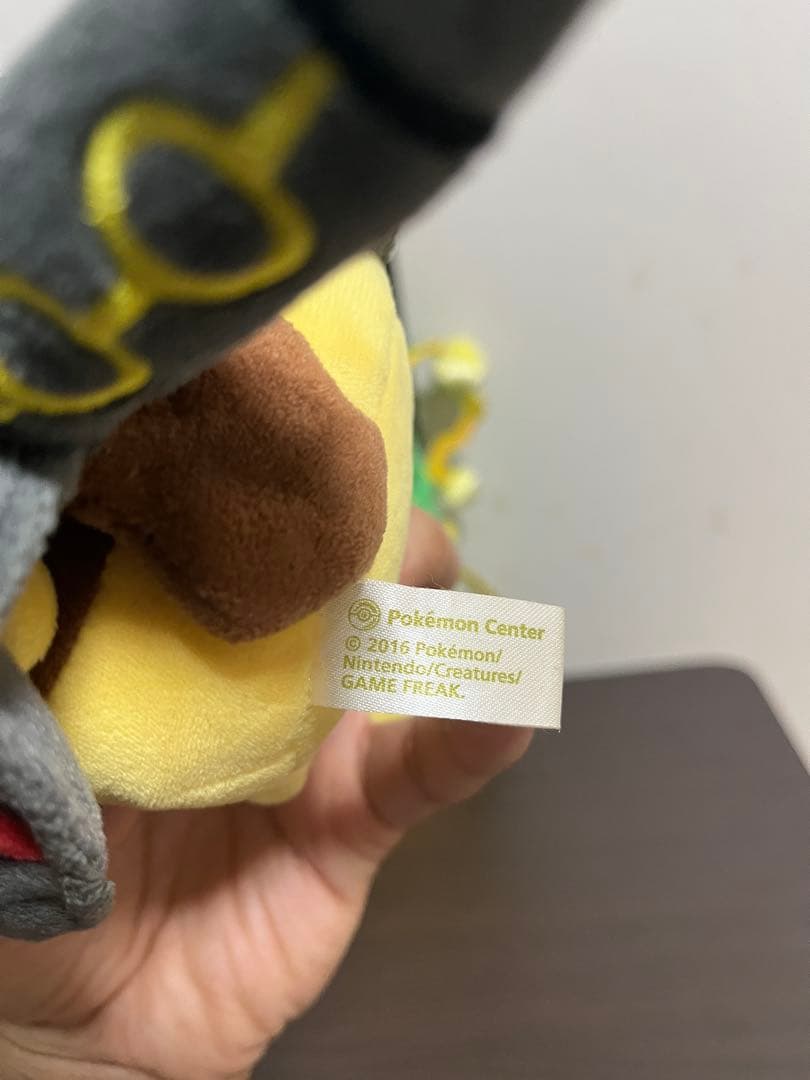 Pokémon Center
© 2016 Pokémon/
Nintendo/Creatures/
GAME FREAK.